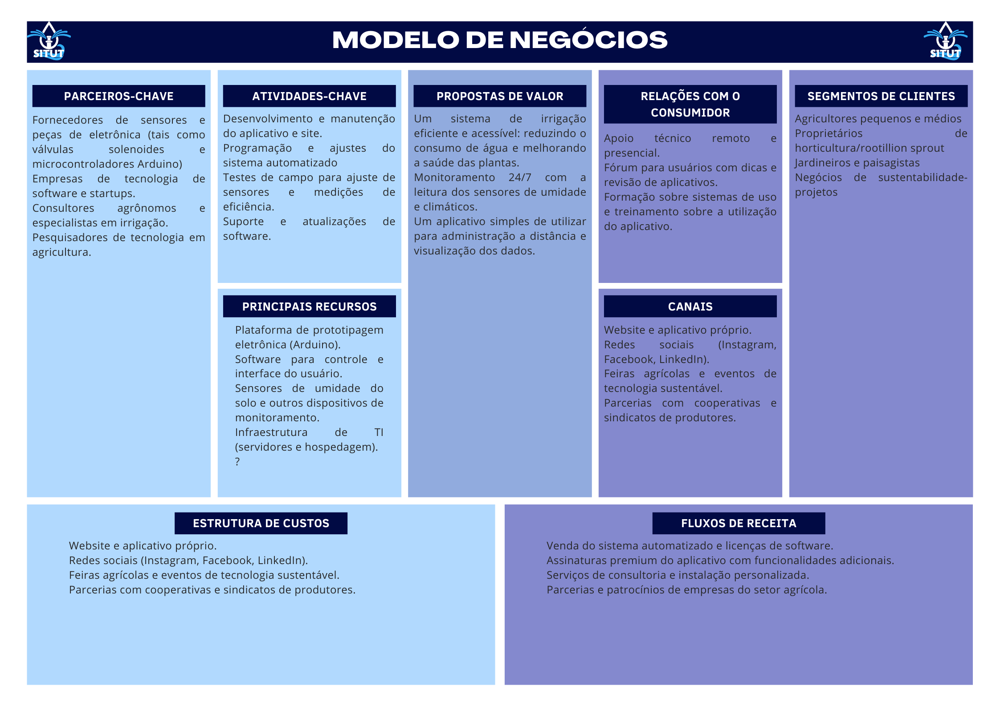 SITUT
MODELO DE NEGÓCIOS
SITUT
PARCEIROS-CHAVE
Fornecedores de sensores e
peças de eletrônica (tais como
válvulas solenoides e
microcontroladores Arduino)
Empresas de tecnologia de
software e startups.
Consultores agrônomos e
especialistas em irrigação.
Pesquisadores de tecnologia em
agricultura.
ATIVIDADES-CHAVE
Desenvolvimento e manutenção
do aplicativo e site.
Programação e ajustes do
sistema automatizado
Testes de campo para ajuste de
sensores e medições de
eficiência.
Suporte e atualizações de
software.
PRINCIPAIS RECURSOS
Plataforma de prototipagem
eletrônica (Arduino).
Software para controle e
interface do usuário.
Sensores de umidade do
solo e outros dispositivos de
monitoramento.
Infraestrutura de TI
(servidores e hospedagem).
?
PROPOSTAS DE VALOR
Um sistema de irrigação
eficiente e acessível: reduzindo o
consumo de água e melhorando
a saúde das plantas.
Monitoramento 24/7 com a
leitura dos sensores de umidade
e climáticos.
Um aplicativo simples de utilizar
para administração a distância e
visualização dos dados.
RELAÇÕES COM O
CONSUMIDOR
Apoio técnico remoto e
presencial.
Fórum para usuários com dicas e
revisão de aplicativos.
Formação sobre sistemas de uso
e treinamento sobre a utilização
do aplicativo.
CANAIS
Website e aplicativo próprio.
Redes sociais (Instagram,
Facebook, LinkedIn).
Feiras agrícolas e eventos de
tecnologia sustentável.
Parcerias com cooperativas e
sindicatos de produtores.
SEGMENTOS DE CLIENTES
Agricultores pequenos e médios
Proprietários de
horticultura/rootillion sprout
Jardineiros e paisagistas
Negócios de sustentabilidade-
projetos
ESTRUTURA DE CUSTOS
Website e aplicativo próprio.
Redes sociais (Instagram, Facebook, LinkedIn).
Feiras agrícolas e eventos de tecnologia sustentável.
Parcerias com cooperativas e sindicatos de produtores.
FLUXOS DE RECEITA
Venda do sistema automatizado e licenças de software.
Assinaturas premium do aplicativo com funcionalidades adicionais.
Serviços de consultoria e instalação personalizada.
Parcerias e patrocínios de empresas do setor agrícola.